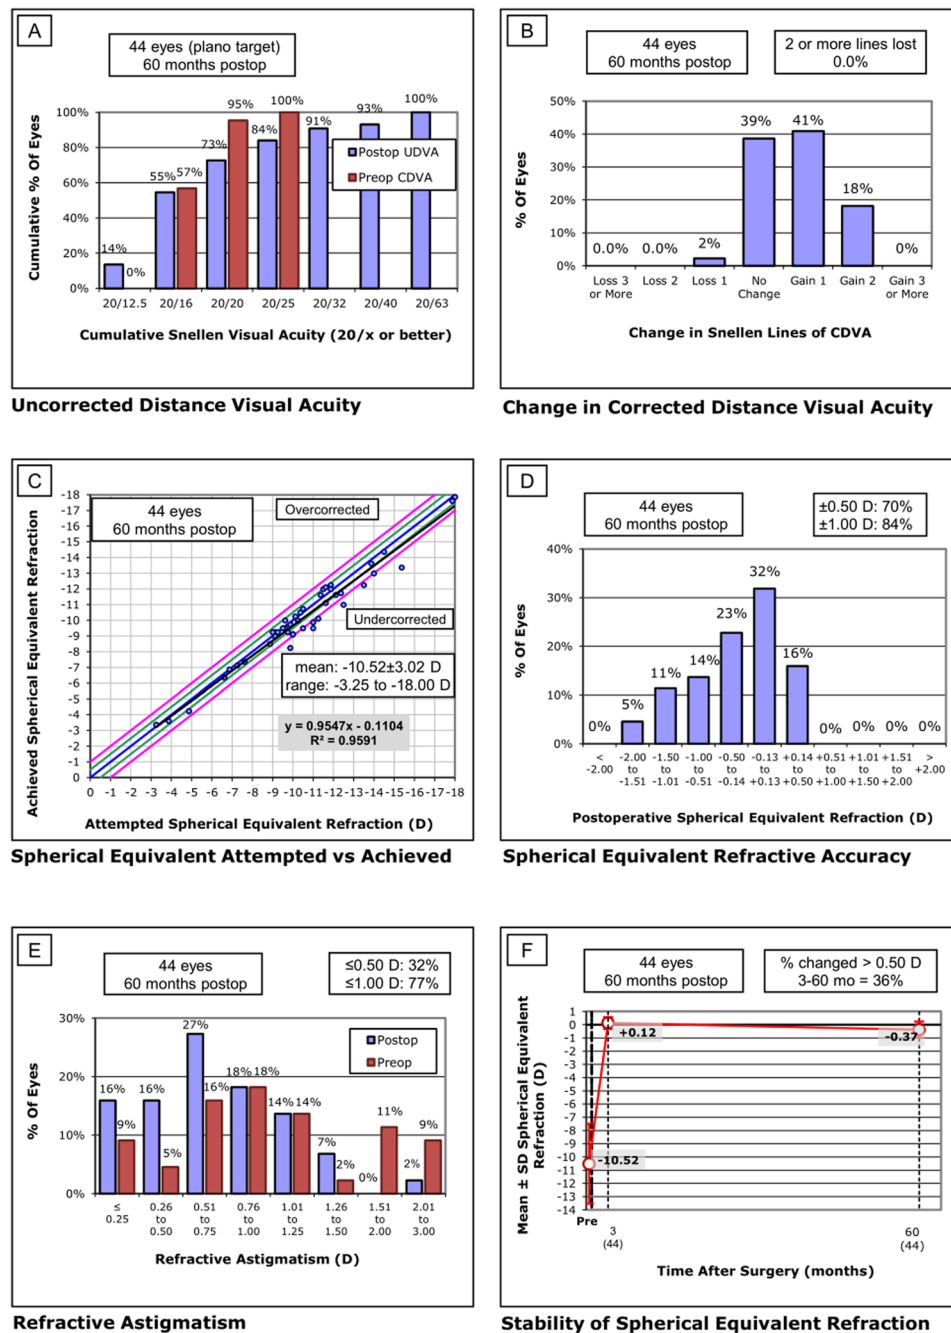 A
44 eyes (plano target)
60 months postop
Cumulative % Of Eyes
100%
80%
60%
40%
20%
0%
14%
0%
55%
57%
73%
95%
84%
100%
91%
93%
100%
Postop UDVA
Preop CDVA
20/12.5 20/16 20/20 20/25 20/32 20/40 20/63
Cumulative Snellen Visual Acuity (20/x or better)
Uncorrected Distance Visual Acuity
B
44 eyes
60 months postop
2 or more lines lost
0.0%
% Of Eyes
50%
40%
30%
20%
10%
0%
0.0%
0.0%
2%
39%
41%
18%
0%
Loss 3 Loss 2 Loss 1 No Gain 1 Gain 2 Gain 3
or More Change or More
Change in Snellen Lines of CDVA
Change in Corrected Distance Visual Acuity
C
44 eyes
60 months postop
Overcorrected
Undercorrected
mean: -10.52±3.02 D
range: -3.25 to -18.00 D
y = 0.9547x - 0.1104
R² = 0.9591
Achieved Spherical Equivalent Refraction
-18
-17
-16
-15
-14
-13
-12
-11
-10
-9
-8
-7
-6
-5
-4
-3
-2
-1
0
0 -1 -2 -3 -4 -5 -6 -7 -8 -9 -10 -11 -12 -13 -14 -15 -16 -17 -18
Attempted Spherical Equivalent Refraction (D)
Spherical Equivalent Attempted vs Achieved
D
44 eyes
60 months postop
±0.50 D: 70%
±1.00 D: 84%
% Of Eyes
40%
30%
20%
10%
0%
0%
5%
11%
14%
23%
32%
16%
0%
0%
0%
0%
< -2.00 -1.50 -1.00 -0.50 -0.13 +0.14 +0.51 +1.01 +1.51 >
-2.00 to to to to to to to to to +2.00
-1.51 -1.01 -0.51 -0.14 +0.13 +0.50 +1.00 +1.50 +2.00
Postoperative Spherical Equivalent Refraction (D)
Spherical Equivalent Refractive Accuracy
E
44 eyes
60 months postop
≤0.50 D: 32%
≤1.00 D: 77%
% Of Eyes
30%
20%
10%
0%
16%
9%
16%
5%
27%
16%
18%
18%
14%
14%
7%
2%
0%
11%
2%
9%
Postop
Preop
≤ 0.26 0.51 0.76 1.01 1.26 1.51 2.01
0.25 to to to to to to to
0.50 0.75 1.00 1.25 1.50 2.00 3.00
Refractive Astigmatism (D)
Refractive Astigmatism
F
44 eyes
60 months postop
% changed > 0.50 D
3-60 mo = 36%
Mean ± SD Spherical Equivalent
Refraction (D)
1
0
-1
-2
-3
-4
-5
-6
-7
-8
-9
-10
-11
-12
-13
-14
+0.12
-0.37
-10.52
Pre
3
(44)
60
(44)
Time After Surgery (months)
Stability of Spherical Equivalent Refraction